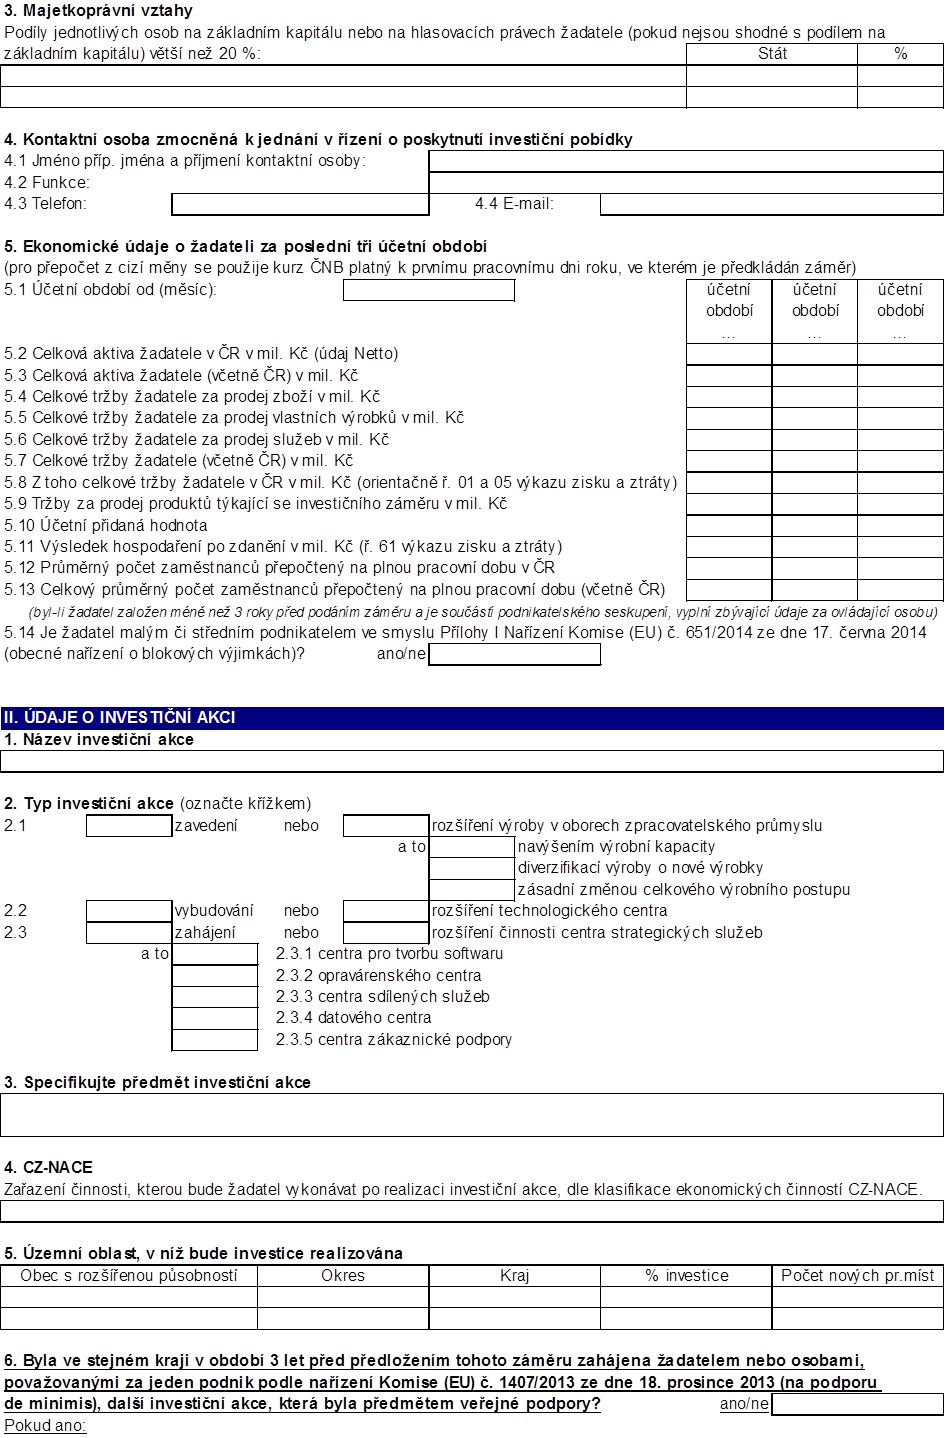 3. Majetkoprávní vztahy
Podíly jednotlivých osob na základním kapitálu nebo na hlasovacích právech žadatele (pokud nejsou shodné s podílem na
základním kapitálu) větší než 20 %:
Stát %
4. Kontaktní osoba zmocněná k jednání v řízení o poskytnutí investiční pobídky
4.1 Jméno příp. jména a příjmení kontaktní osoby:
4.2 Funkce:
4.3 Telefon: 4.4 E-mail:
5. Ekonomické údaje o žadateli za poslední tři účetní období
(pro přepočet z cizí měny se použije kurz ČNB platný k prvnímu pracovnímu dni roku, ve kterém je předkládán záměr)
5.1 Účetní období od (měsíc): účetní účetní účetní
období období období
... ... ...
5.2 Celková aktiva žadatele v ČR v mil. Kč (údaj Netto)
5.3 Celková aktiva žadatele (včetně ČR) v mil. Kč
5.4 Celkové tržby žadatele za prodej zboží v mil. Kč
5.5 Celkové tržby žadatele za prodej vlastních výrobků v mil. Kč
5.6 Celkové tržby žadatele za prodej služeb v mil. Kč
5.7 Celkové tržby žadatele (včetně ČR) v mil. Kč
5.8 Z toho celkové tržby žadatele v ČR v mil. Kč (orientačně ř. 01 a 05 výkazu zisku a ztráty)
5.9 Tržby za prodej produktů týkající se investičního záměru v mil. Kč
5.10 Účetní přidaná hodnota
5.11 Výsledek hospodaření po zdanění v mil. Kč (ř. 61 výkazu zisku a ztráty)
5.12 Průměrný počet zaměstnanců přepočtený na plnou pracovní dobu v ČR
5.13 Celkový průměrný počet zaměstnanců přepočtený na plnou pracovní dobu (včetně ČR)
(byl-li žadatel založen méně než 3 roky před podáním záměru a je součástí podnikatelského seskupení, vyplní zbývající údaje za ovládající osobu)
5.14 Je žadatel malým či středním podnikatelem ve smyslu Přílohy I Nařízení Komise (EU) č. 651/2014 ze dne 17. června 2014
(obecné nařízení o blokových výjimkách)? ano/ne
II. ÚDAJE O INVESTIČNÍ AKCI
1. Název investiční akce
2. Typ investiční akce (označte křížkem)
2.1 zavedení nebo rozšíření výroby v oborech zpracovatelského průmyslu
a to navýšením výrobní kapacity
diverzifikací výroby o nové výrobky
zásadní změnou celkového výrobního postupu
2.2 vybudování nebo rozšíření technologického centra
2.3 zahájení nebo rozšíření činnosti centra strategických služeb
a to 2.3.1 centra pro tvorbu softwaru
2.3.2 opravárenského centra
2.3.3 centra sdílených služeb
2.3.4 datového centra
2.3.5 centra zákaznické podpory
3. Specifikujte předmět investiční akce
4. CZ-NACE
Zařazení činnosti, kterou bude žadatel vykonávat po realizaci investiční akce, dle klasifikace ekonomických činností CZ-NACE.
5. Územní oblast, v níž bude investice realizována
Obec s rozšířenou působností Okres Kraj % investice Počet nových pr.míst
6. Byla ve stejném kraji v období 3 let před předložením tohoto záměru zahájena žadatelem nebo osobami,
považovanými za jeden podnik podle nařízení Komise (EU) č. 1407/2013 ze dne 18. prosince 2013 (na podporu
de minimis), další investiční akce, která byla předmětem veřejné podpory? ano/ne
Pokud ano: